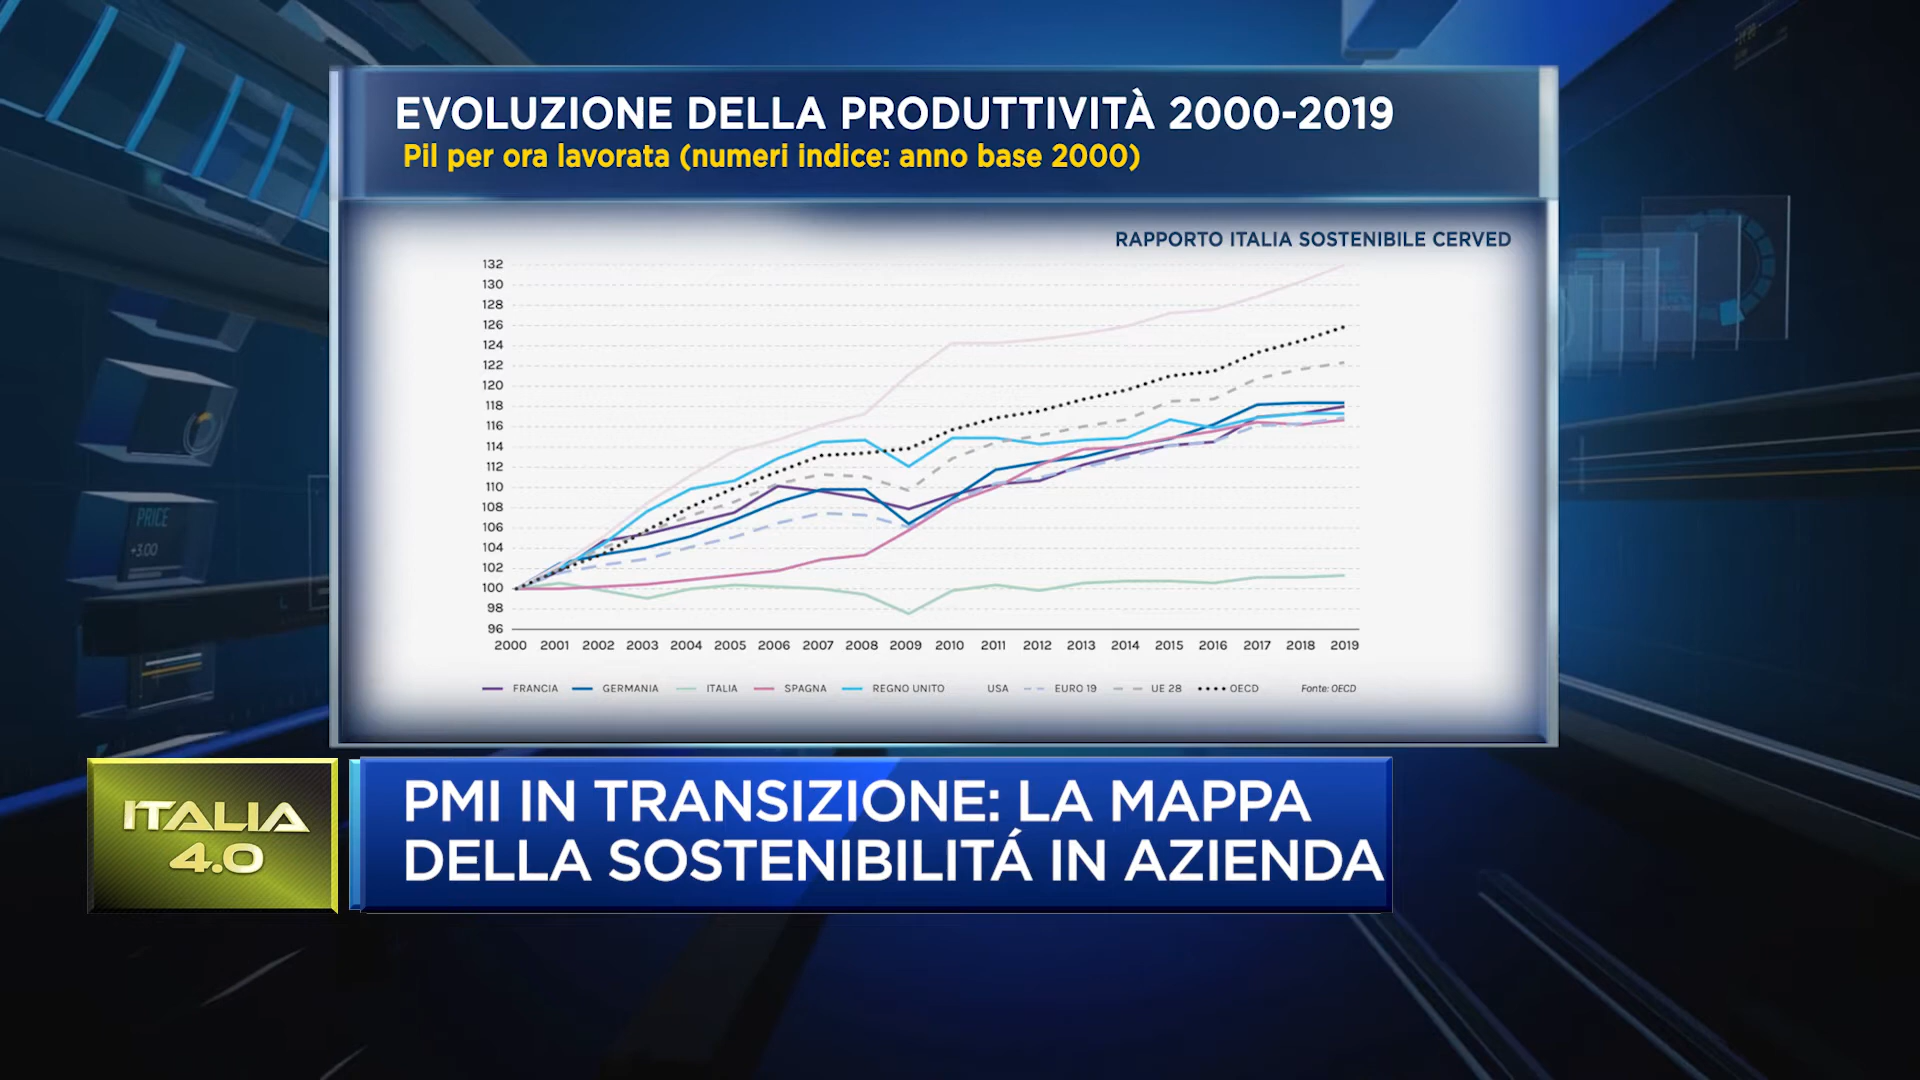 EVOLUZIONE DELLA PRODUTTIVITÀ 2000-2019
Pil per ora lavorata (numeri indice: anno base 2000)
RAPPORTO ITALIA SOSTENIBILE CERVED
132
130
128
126
124
122
120
118
116
114
112
110
108
106
104
102
100
98
96
2000 2001 2002 2003 2004 2005 2006 2007 2008 2009 2010 2011 2012 2013 2014 2015 2016 2017 2018 2019
FRANCIA GERMANIA ITALIA SPAGNA REGNO UNITO USA EURO 19 UE 28 OECD Fonte: OECD
PRICE
+3.00
ITALIA
4.0
PMI IN TRANSIZIONE: LA MAPPA
DELLA SOSTENIBILITÁ IN AZIENDA